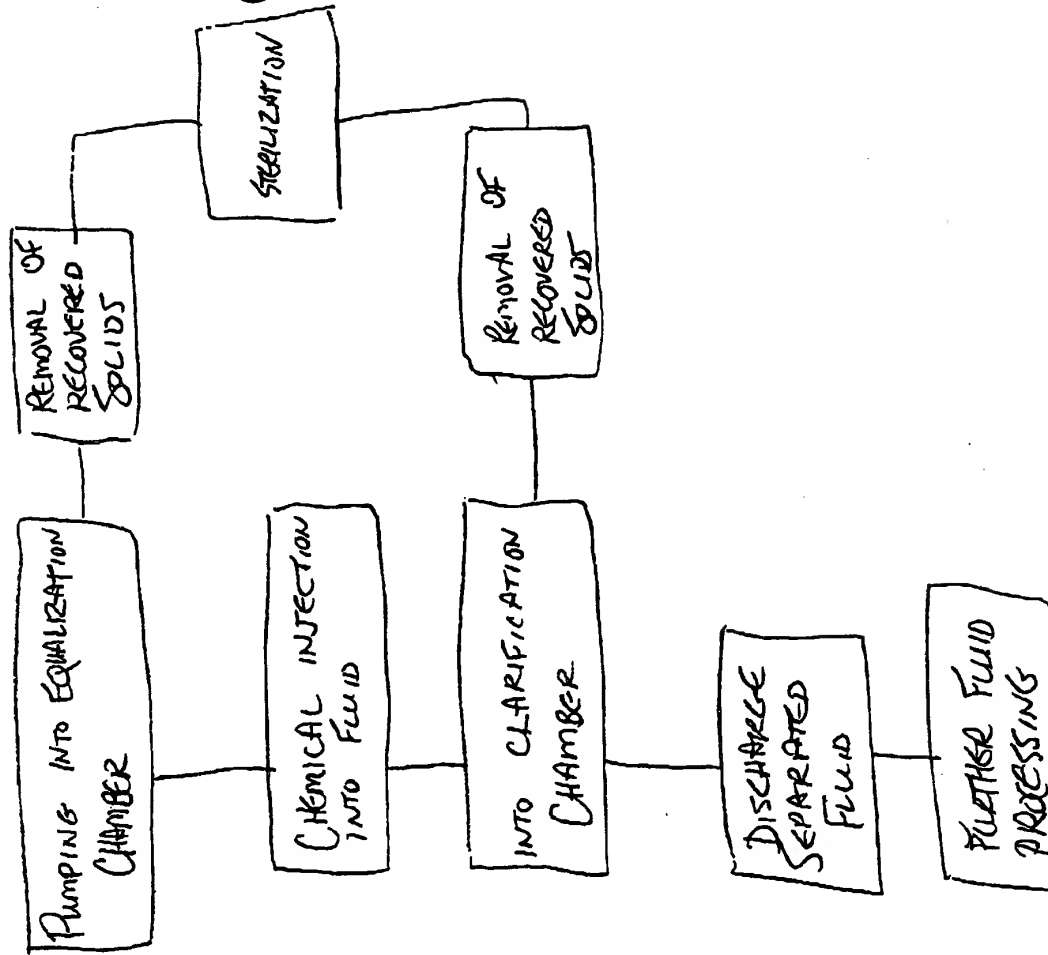 PUMPING INTO EQUALIZATION
CHAMBER
REMOVAL OF
RECOVERED
SOLIDS
STERILIZATION
CHEMICAL INJECTION
INTO FLUID
INTO CLARIFICATION
CHAMBER
REMOVAL OF
RECOVERED
SOLIDS
DISCHARGE
SEPARATED
FLUID
FURTHER FLUID
PROCESSING